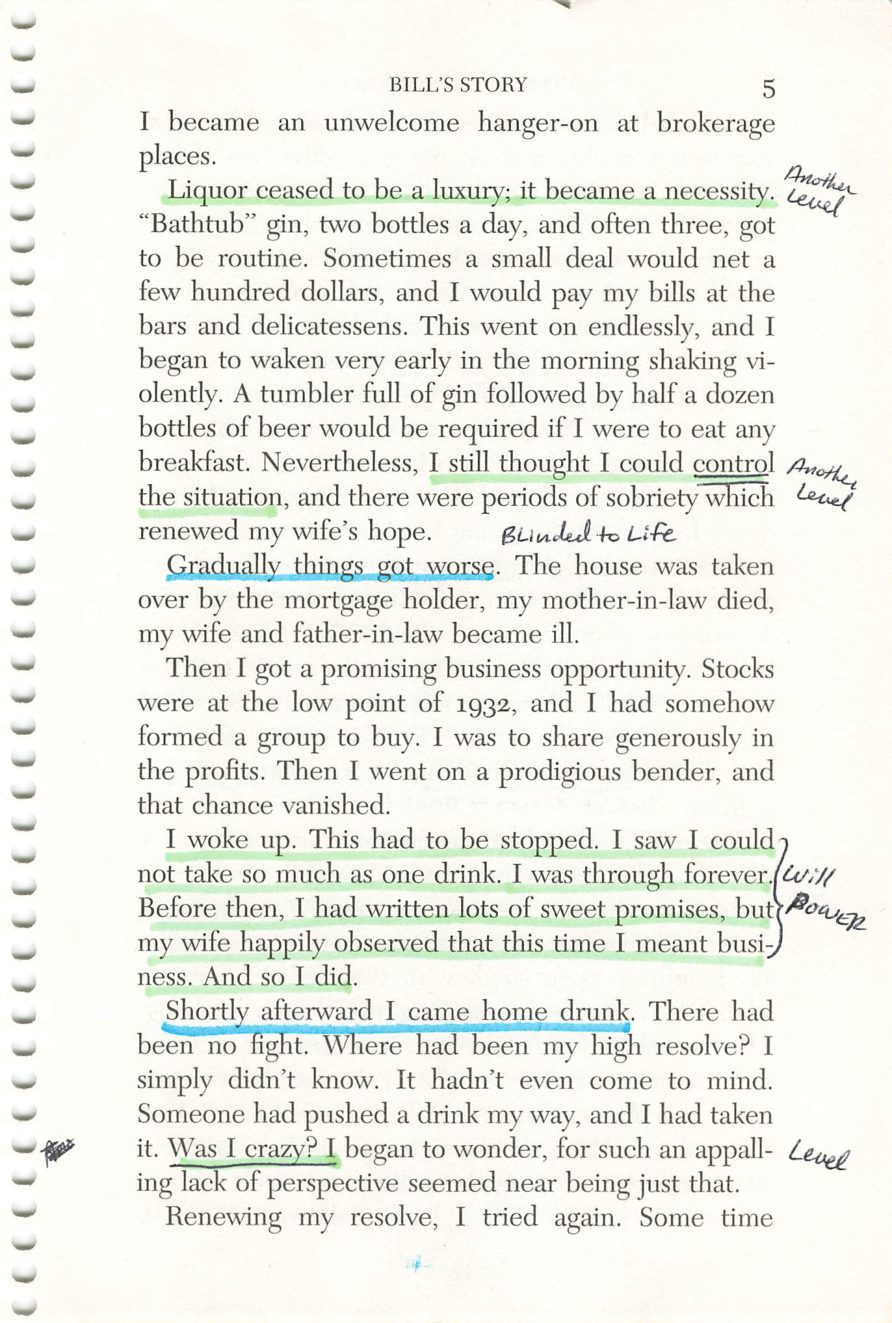 BILL'S STORY 5
I became an unwelcome hanger-on at brokerage
places.
Liquor ceased to be a luxury; it became a necessity. Another Level
“Bathtub” gin, two bottles a day, and often three, got
to be routine. Sometimes a small deal would net a
few hundred dollars, and I would pay my bills at the
bars and delicatessens. This went on endlessly, and I
began to waken very early in the morning shaking vi-
olently. A tumbler full of gin followed by half a dozen
bottles of beer would be required if I were to eat any
breakfast. Nevertheless, I still thought I could control Another
the situation, and there were periods of sobriety which Level
renewed my wife's hope. BLinded to LiFe
Gradually things got worse. The house was taken
over by the mortgage holder, my mother-in-law died,
my wife and father-in-law became ill.
Then I got a promising business opportunity. Stocks
were at the low point of 1932, and I had somehow
formed a group to buy. I was to share generously in
the profits. Then I went on a prodigious bender, and
that chance vanished.
I woke up. This had to be stopped. I saw I could
not take so much as one drink. I was through forever. Will
Before then, I had written lots of sweet promises, but POWER
my wife happily observed that this time I meant busi-
ness. And so I did.
Shortly afterward I came home drunk. There had
been no fight. Where had been my high resolve? I
simply didn't know. It hadn't even come to mind.
Someone had pushed a drink my way, and I had taken
it. Was I crazy? I began to wonder, for such an appall- Level
ing lack of perspective seemed near being just that.
Renewing my resolve, I tried again. Some time